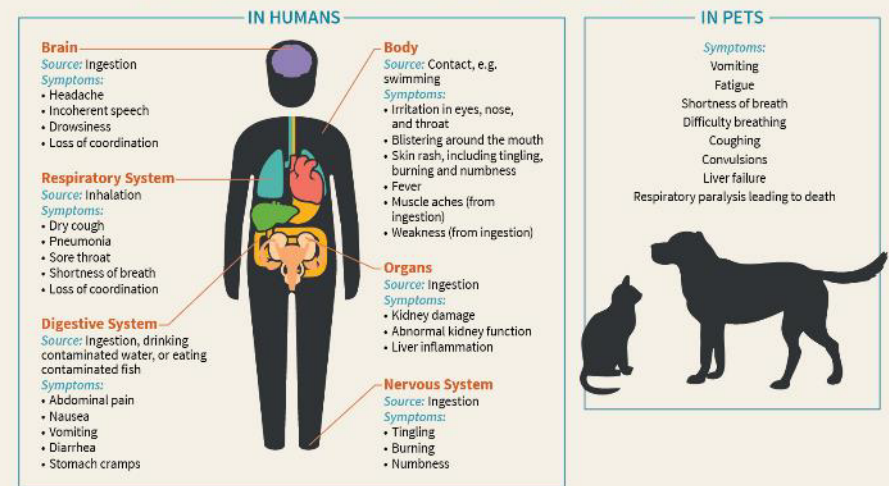 IN HUMANS
Brain
Source: Ingestion
Symptoms:
• Headache
• Incoherent speech
• Drowsiness
• Loss of coordination
Respiratory System
Source: Inhalation
Symptoms:
• Dry cough
• Pneumonia
• Sore throat
• Shortness of breath
• Loss of coordination
Digestive System
Source: Ingestion, drinking
contaminated water, or eating
contaminated fish
Symptoms:
• Abdominal pain
• Nausea
• Vomiting
• Diarrhea
• Stomach cramps
Body
Source: Contact, e.g.
swimming
Symptoms:
• Irritation in eyes, nose,
and throat
• Blistering around the mouth
• Skin rash, including tingling,
burning and numbness
• Fever
• Muscle aches (from
ingestion)
• Weakness (from ingestion)
Organs
Source: Ingestion
Symptoms:
• Kidney damage
• Abnormal kidney function
• Liver inflammation
Nervous System
Source: Ingestion
Symptoms:
• Tingling
• Burning
• Numbness
IN PETS
Symptoms:
Vomiting
Fatigue
Shortness of breath
Difficulty breathing
Coughing
Convulsions
Liver failure
Respiratory paralysis leading to death